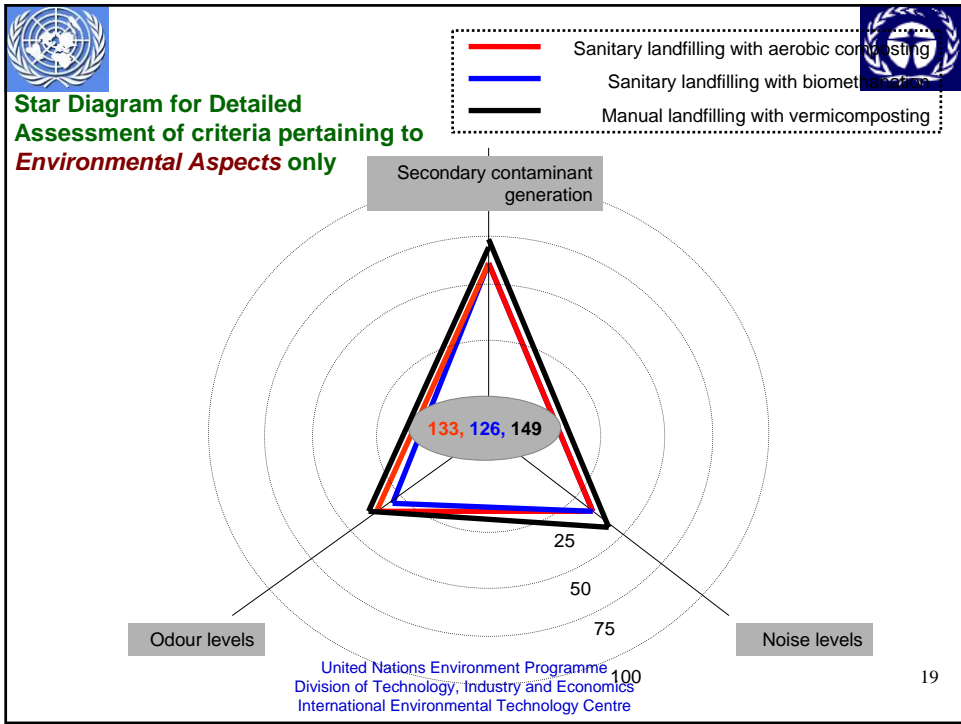 Sanitary landfilling with aerobic composting
Sanitary landfilling with biomethanation
Manual landfilling with vermicomposting
Star Diagram for Detailed
Assessment of criteria pertaining to
Environmental Aspects only
Secondary contaminant
generation
133, 126, 149
25
50
75
100
Odour levels
Noise levels
United Nations Environment Programme
Division of Technology, Industry and Economics
International Environmental Technology Centre
19